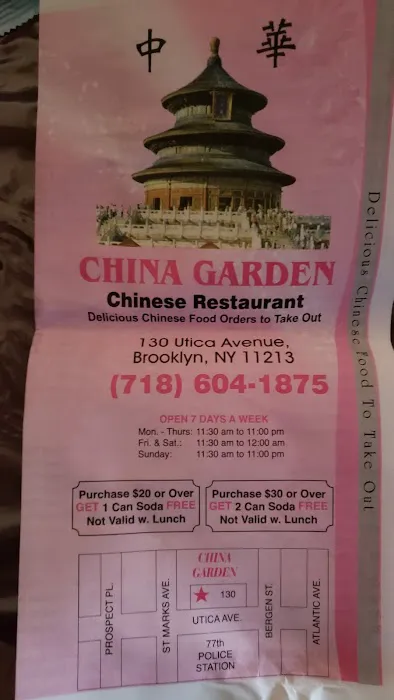 中 華
CHINA GARDEN
Chinese Restaurant
Delicious Chinese Food Orders to Take Out
130 Utica Avenue,
Brooklyn, NY 11213
(718) 604-1875
OPEN 7 DAYS A WEEK
Mon. - Thurs: 11:30 am to 11:00 pm
Fri. & Sat.: 11:30 am to 12:00 am
Sunday: 11:30 am to 11:00 pm
Purchase $20 or Over
GET 1 Can Soda FREE
Not Valid w. Lunch
Purchase $30 or Over
GET 2 Can Soda FREE
Not Valid w. Lunch
CHINA
GARDEN
130
UTICA AVE.
77th
POLICE
STATION
PROSPECT PL.
ST. MARKS AVE.
BERGEN ST.
ATLANTIC AVE.
Delicious Chinese Food To Take Out